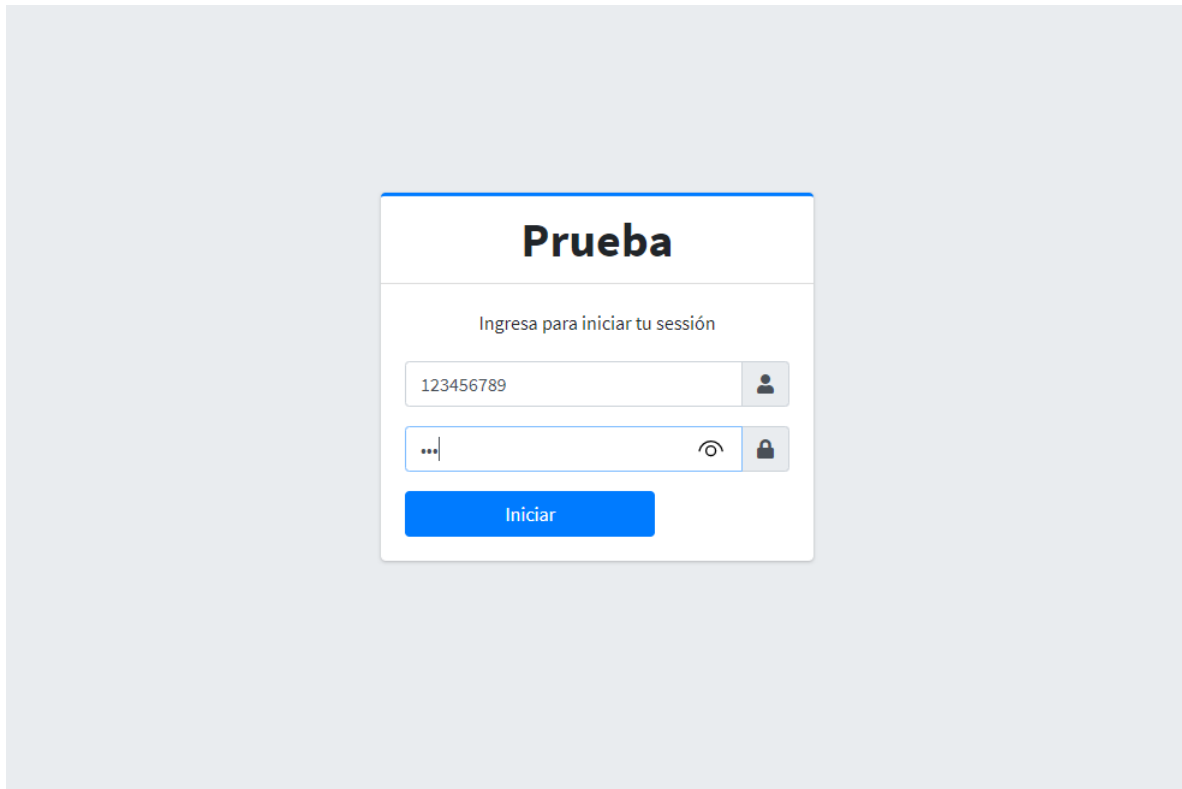 Prueba
Ingresa para iniciar tu sessión
123456789
•••
Iniciar